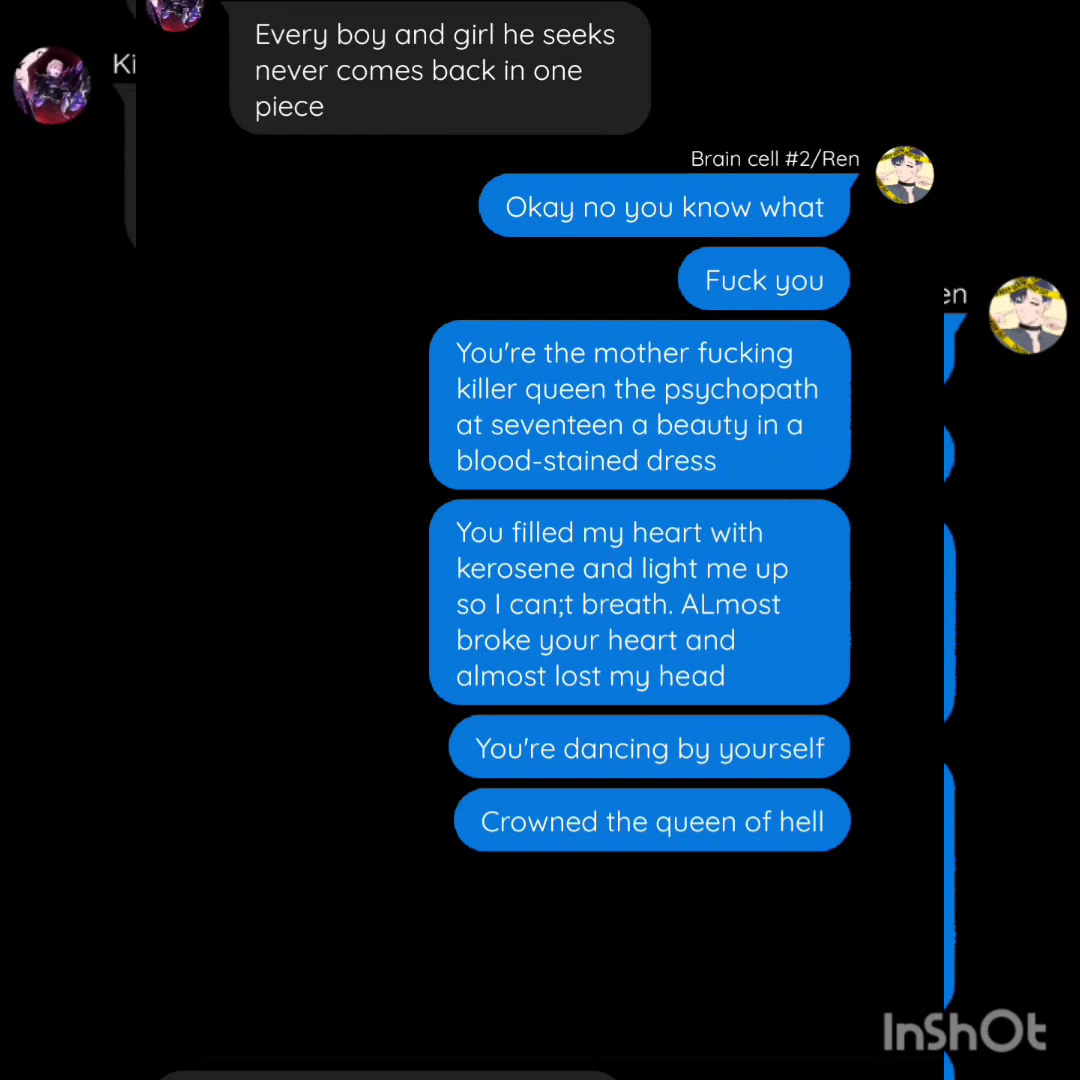 Every boy and girl he seeks
never comes back in one
piece
Ki
Brain cell #2/Ren
Okay no you know what
Fuck you
en
You're the mother fucking
killer queen the psychopath
at seventeen a beauty in a
blood-stained dress
You filled my heart with
kerosene and light me up
so I can;t breath. ALmost
broke your heart and
almost lost my head
You're dancing by yourself
Crowned the queen of hell
InShOt